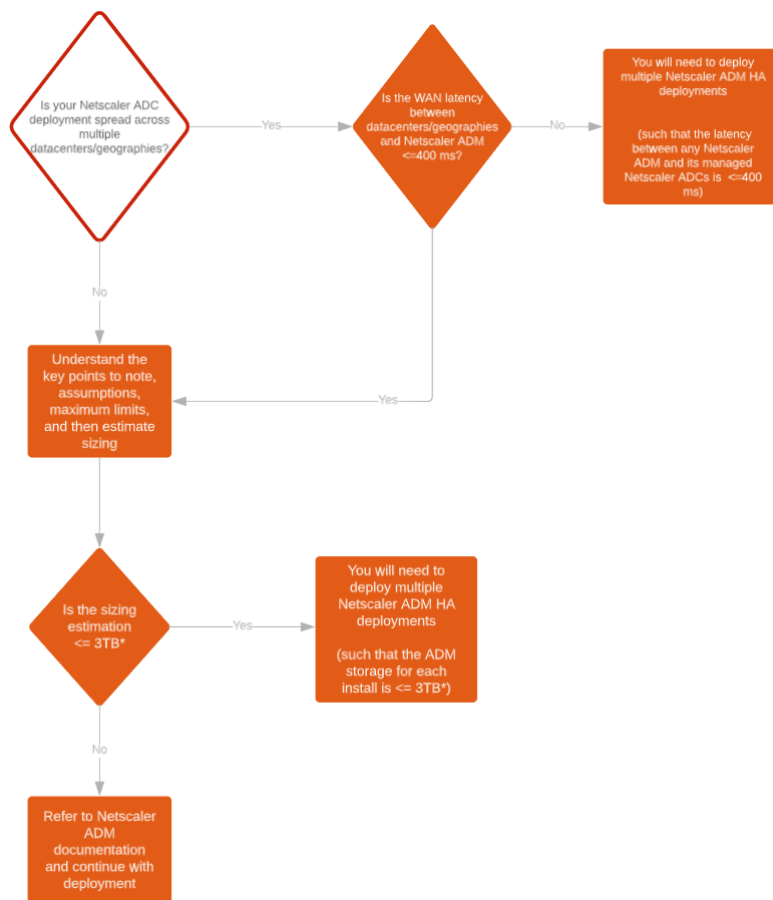 Is your Netscaler ADC
deployment spread across
multiple
datacenters/geographies?
Yes
Is the WAN latency
between
datacenters/geographies
and Netscaler ADM
<=400 ms?
No
You will need to deploy
multiple Netscaler ADM HA
deployments
(such that the latency
between any Netscaler
ADM and its managed
Netscaler ADCs is <=400
ms)
No
Understand the
key points to note,
assumptions,
maximum limits,
and then estimate
sizing
Yes
Is the sizing
estimation
<= 3TB*
Yes
You will need to
deploy multiple
Netscaler ADM HA
deployments
(such that the ADM
storage for each
install is <= 3TB*)
No
Refer to Netscaler
ADM
documentation
and continue with
deployment